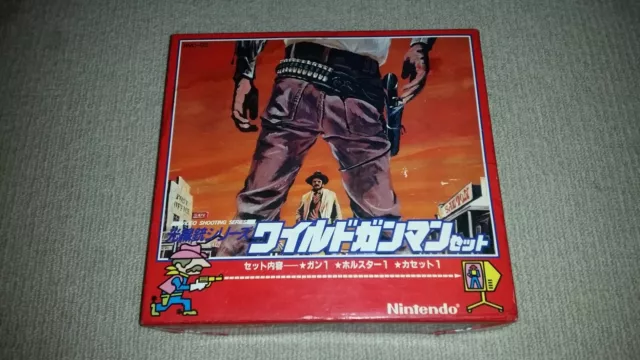 光線銃シリーズ
ワイルドガンマンセット
セット内容──★ガン1 ★ホルスター1 ★カセット1
Nintendo